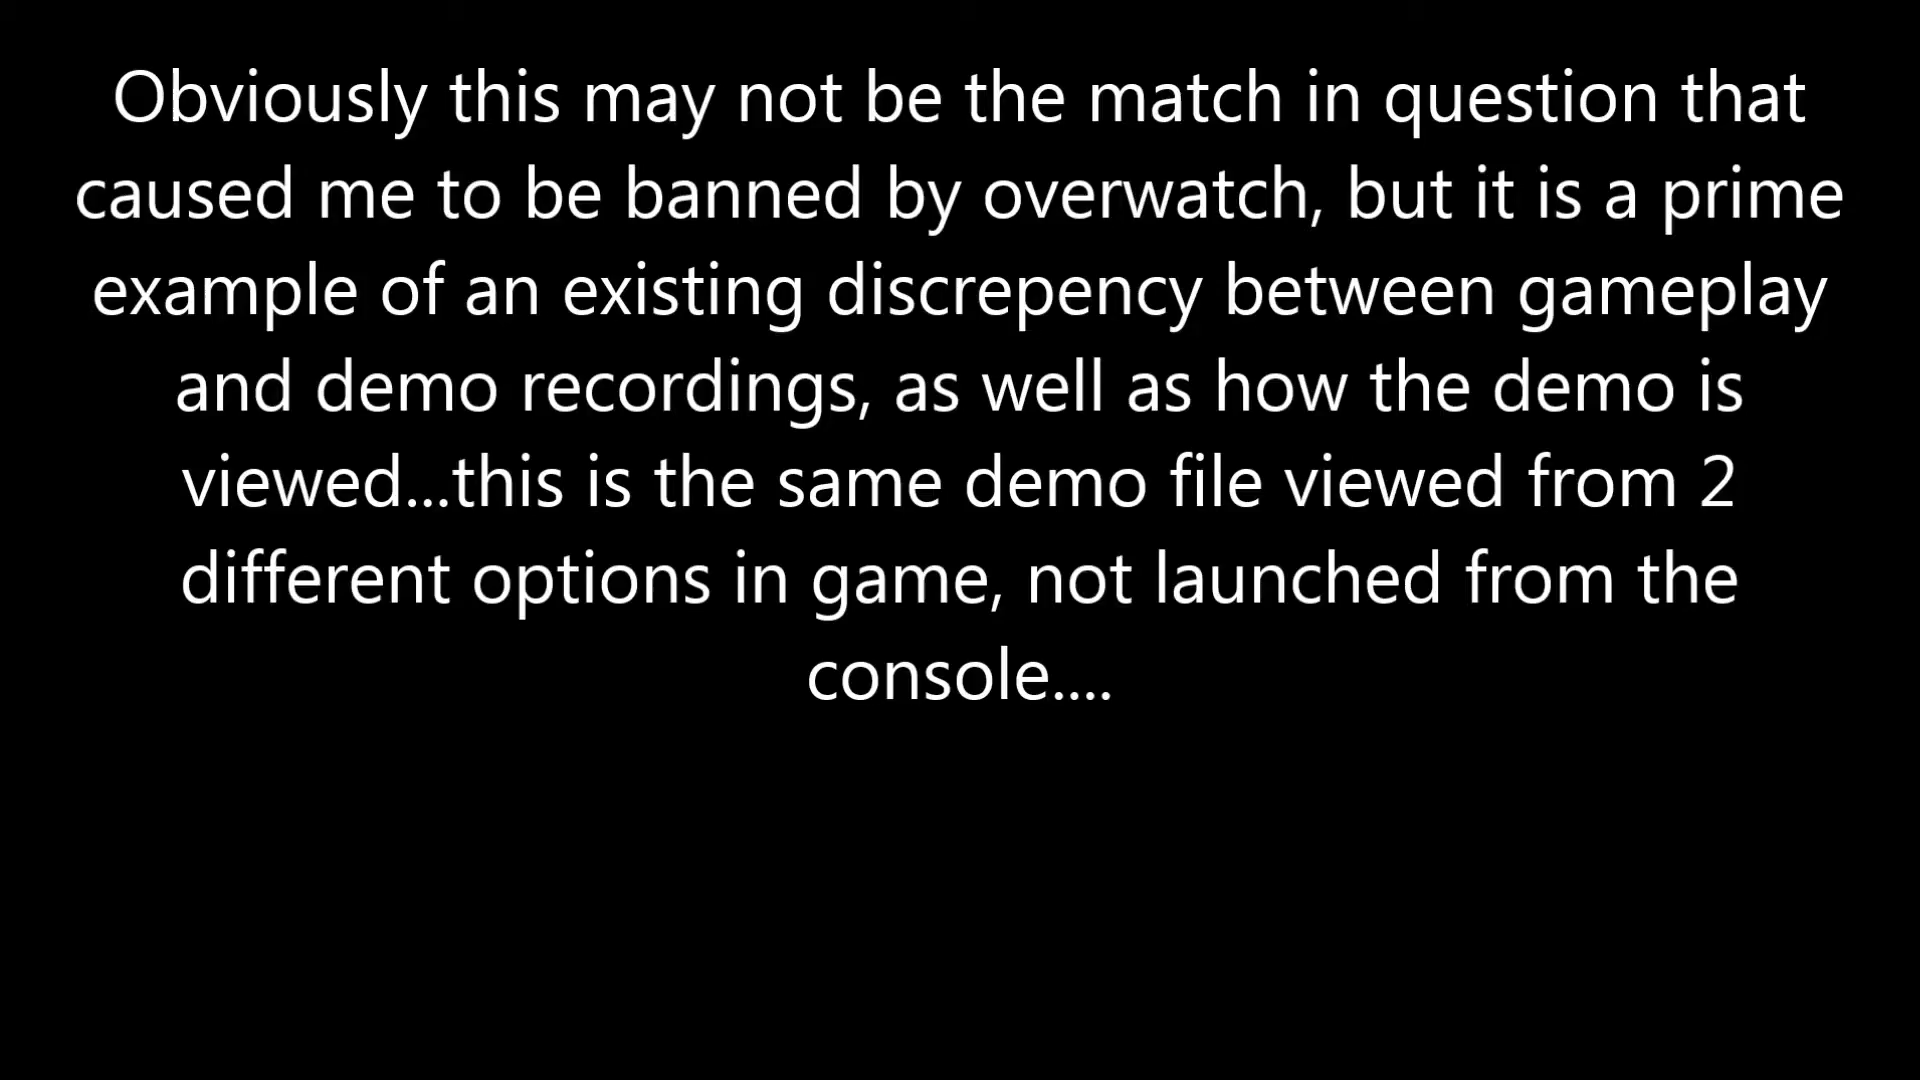 Obviously this may not be the match in question that
caused me to be banned by overwatch, but it is a prime
example of an existing discrepency between gameplay
and demo recordings, as well as how the demo is
viewed...this is the same demo file viewed from 2
different options in game, not launched from the
console....